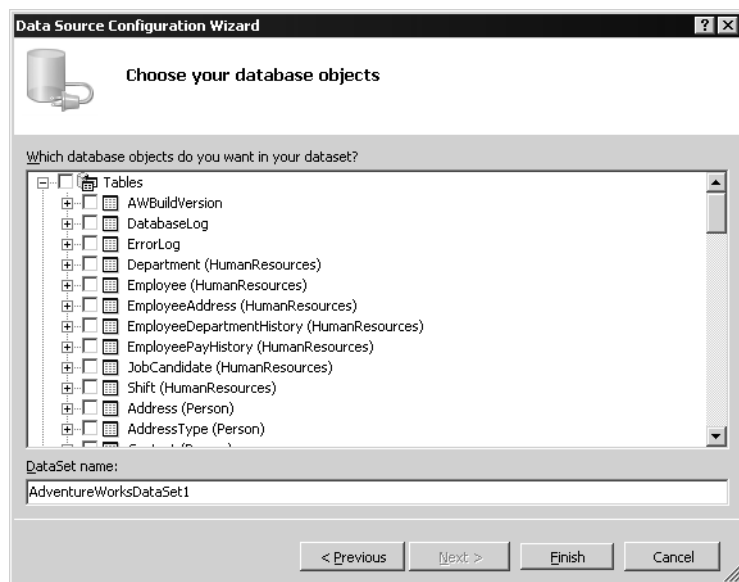 Data Source Configuration Wizard
Choose your database objects
Which database objects do you want in your dataset?
Tables
AWBuildVersion
DatabaseLog
ErrorLog
Department (HumanResources)
Employee (HumanResources)
EmployeeAddress (HumanResources)
EmployeeDepartmentHistory (HumanResources)
EmployeePayHistory (HumanResources)
JobCandidate (HumanResources)
Shift (HumanResources)
Address (Person)
AddressType (Person)
DataSet name:
AdventureWorksDataSet1
< Previous Next > Finish Cancel